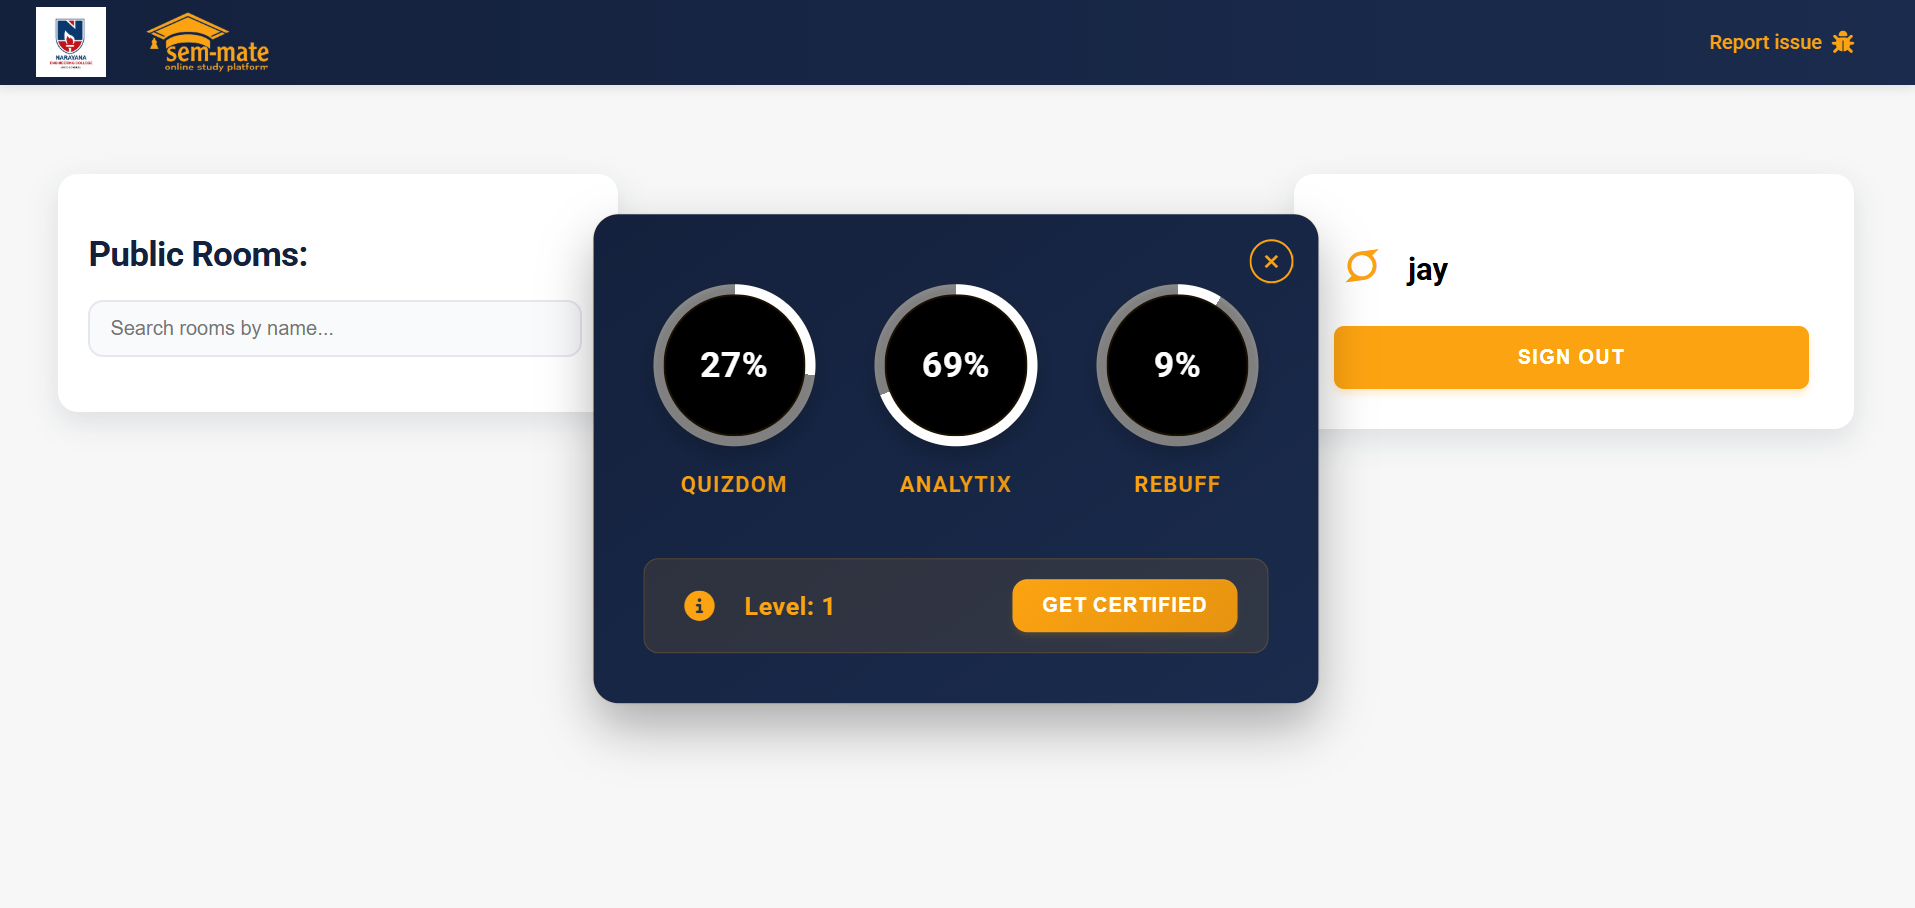 NARAYANA
sem-mate
online study platform
Report issue
Public Rooms:
Search rooms by name...
27%
69%
9%
QUIZDOM
ANALYTIX
REBUFF
Level: 1
GET CERTIFIED
jay
SIGN OUT